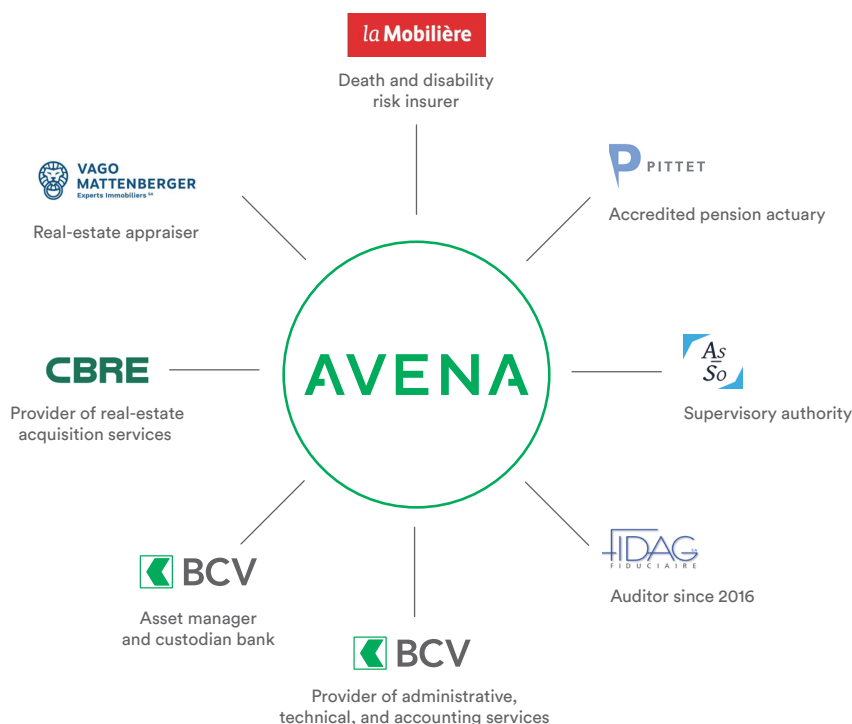 la Mobilière
Death and disability
risk insurer
VAGO
MATTENBERGER
Experts Immobiliers SA
Real-estate appraiser
PITTET
Accredited pension actuary
CBRE
Provider of real-estate
acquisition services
AVENA
As
So
Supervisory authority
BCV
Asset manager
and custodian bank
FIDAG
FIDUCIAIRE
Auditor since 2016
BCV
Provider of administrative,
technical, and accounting services